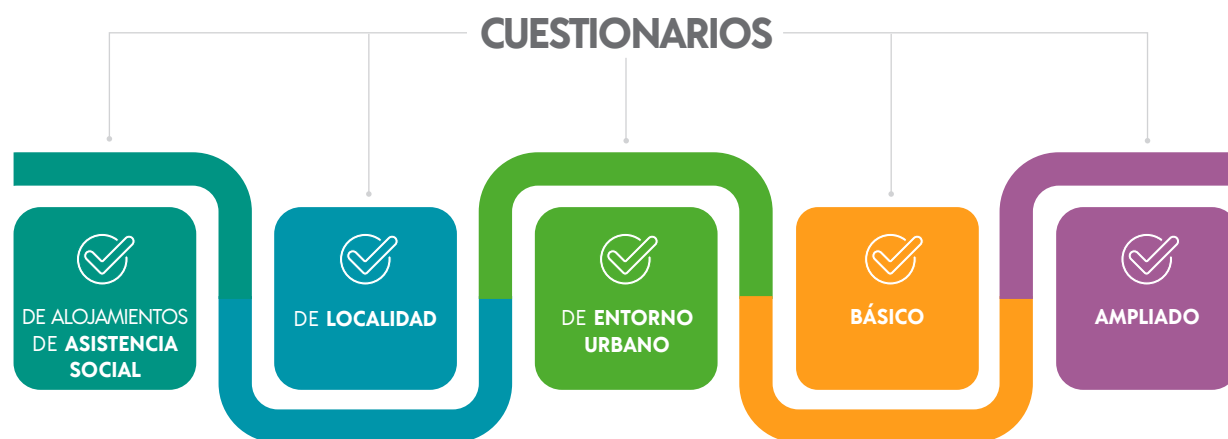 CUESTIONARIOS
DE ALOJAMIENTOS
DE ASISTENCIA
SOCIAL
DE LOCALIDAD
DE ENTORNO
URBANO
BÁSICO
AMPLIADO